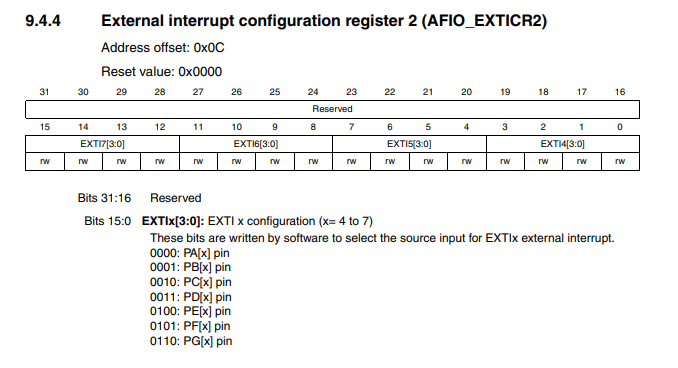 9.4.4 External interrupt configuration register 2 (AFIO_EXTICR2)
Address offset: 0x0C
Reset value: 0x0000
31 30 29 28 27 26 25 24 23 22 21 20 19 18 17 16
Reserved
15 14 13 12 11 10 9 8 7 6 5 4 3 2 1 0
EXTI7[3:0] EXTI6[3:0] EXTI5[3:0] EXTI4[3:0]
rw rw rw rw rw rw rw rw rw rw rw rw rw rw rw rw
Bits 31:16 Reserved
Bits 15:0 EXTIx[3:0]: EXTI x configuration (x= 4 to 7)
These bits are written by software to select the source input for EXTIx external interrupt.
0000: PA[x] pin
0001: PB[x] pin
0010: PC[x] pin
0011: PD[x] pin
0100: PE[x] pin
0101: PF[x] pin
0110: PG[x] pin